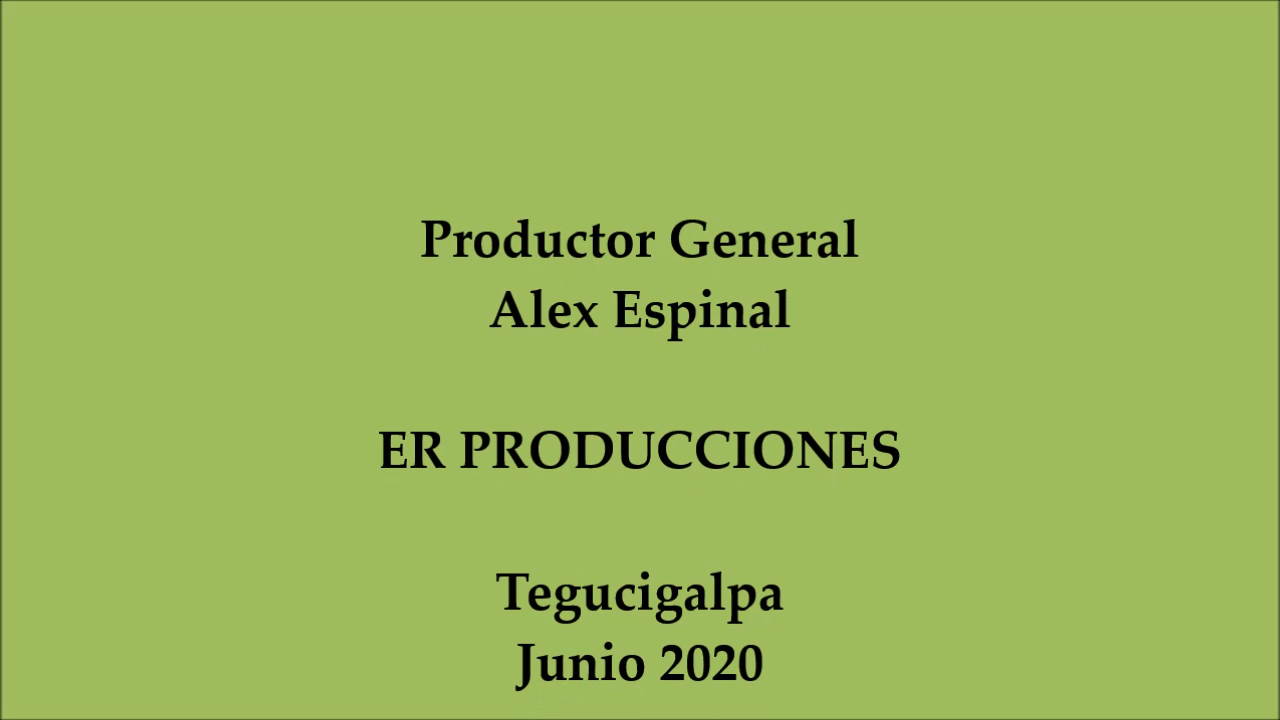 Productor General
Alex Espinal
ER PRODUCCIONES
Tegucigalpa
Junio 2020